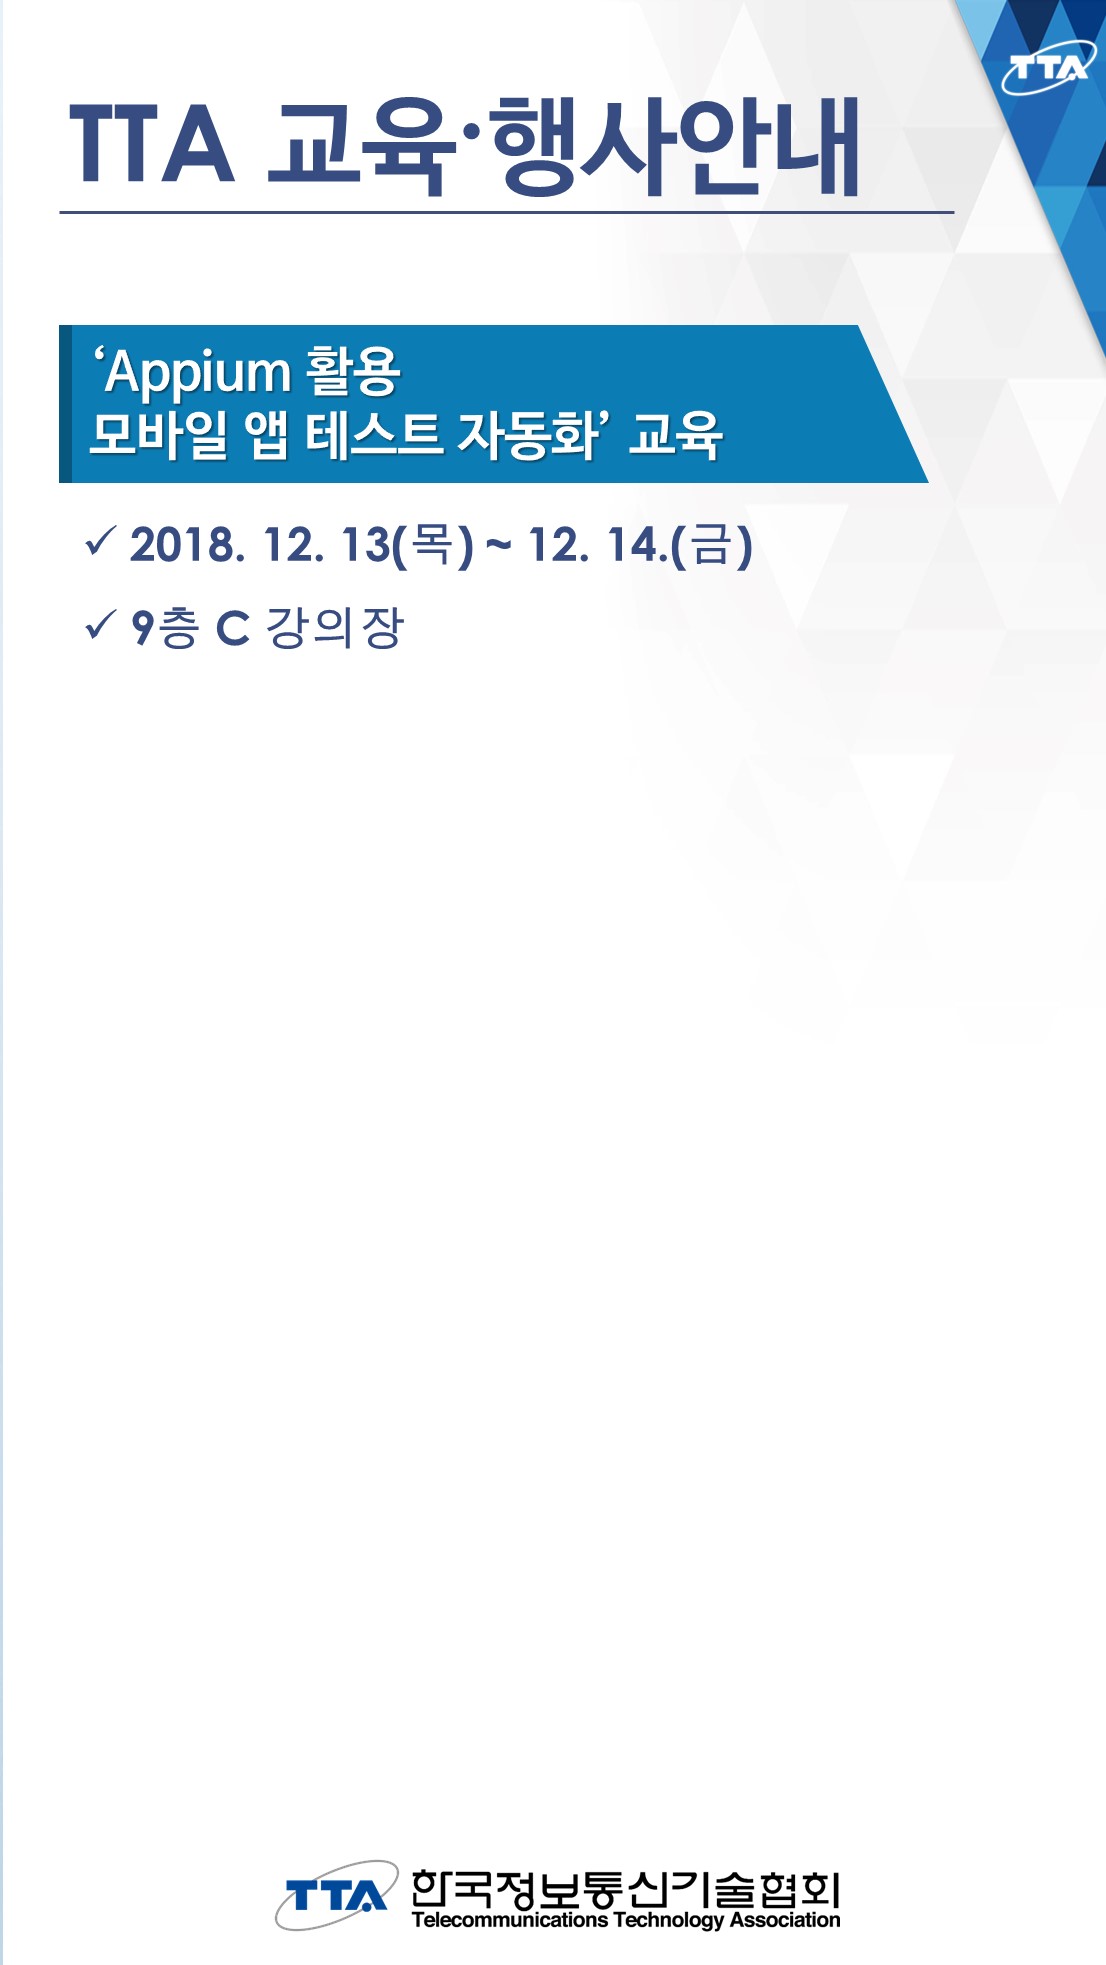 TTA
TTA 교육·행사안내
‘Appium 활용
모바일 앱 테스트 자동화’ 교육
✓ 2018. 12. 13(목) ~ 12. 14.(금)
✓ 9층 C 강의장
TTA 한국정보통신기술협회
Telecommunications Technology Association